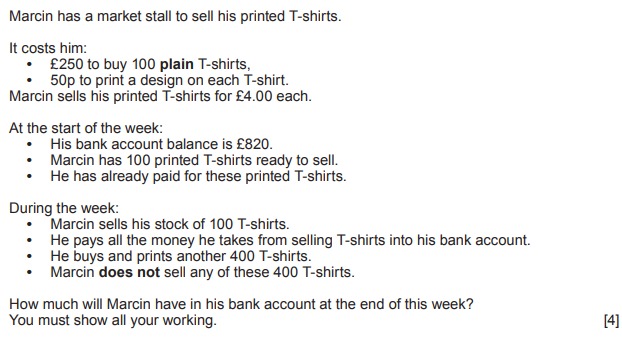 Marcin has a market stall to sell his printed T-shirts.
It costs him:
• £250 to buy 100 plain T-shirts,
• 50p to print a design on each T-shirt.
Marcin sells his printed T-shirts for £4.00 each.
At the start of the week:
• His bank account balance is £820.
• Marcin has 100 printed T-shirts ready to sell.
• He has already paid for these printed T-shirts.
During the week:
• Marcin sells his stock of 100 T-shirts.
• He pays all the money he takes from selling T-shirts into his bank account.
• He buys and prints another 400 T-shirts.
• Marcin does not sell any of these 400 T-shirts.
How much will Marcin have in his bank account at the end of this week?
You must show all your working. [4]